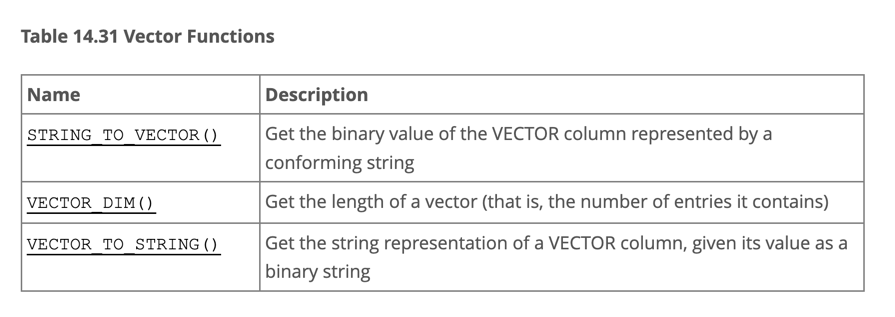 Table 14.31 Vector Functions
Name Description
STRING_TO_VECTOR() Get the binary value of the VECTOR column represented by a
conforming string
VECTOR_DIM() Get the length of a vector (that is, the number of entries it contains)
VECTOR_TO_STRING() Get the string representation of a VECTOR column, given its value as a
binary string